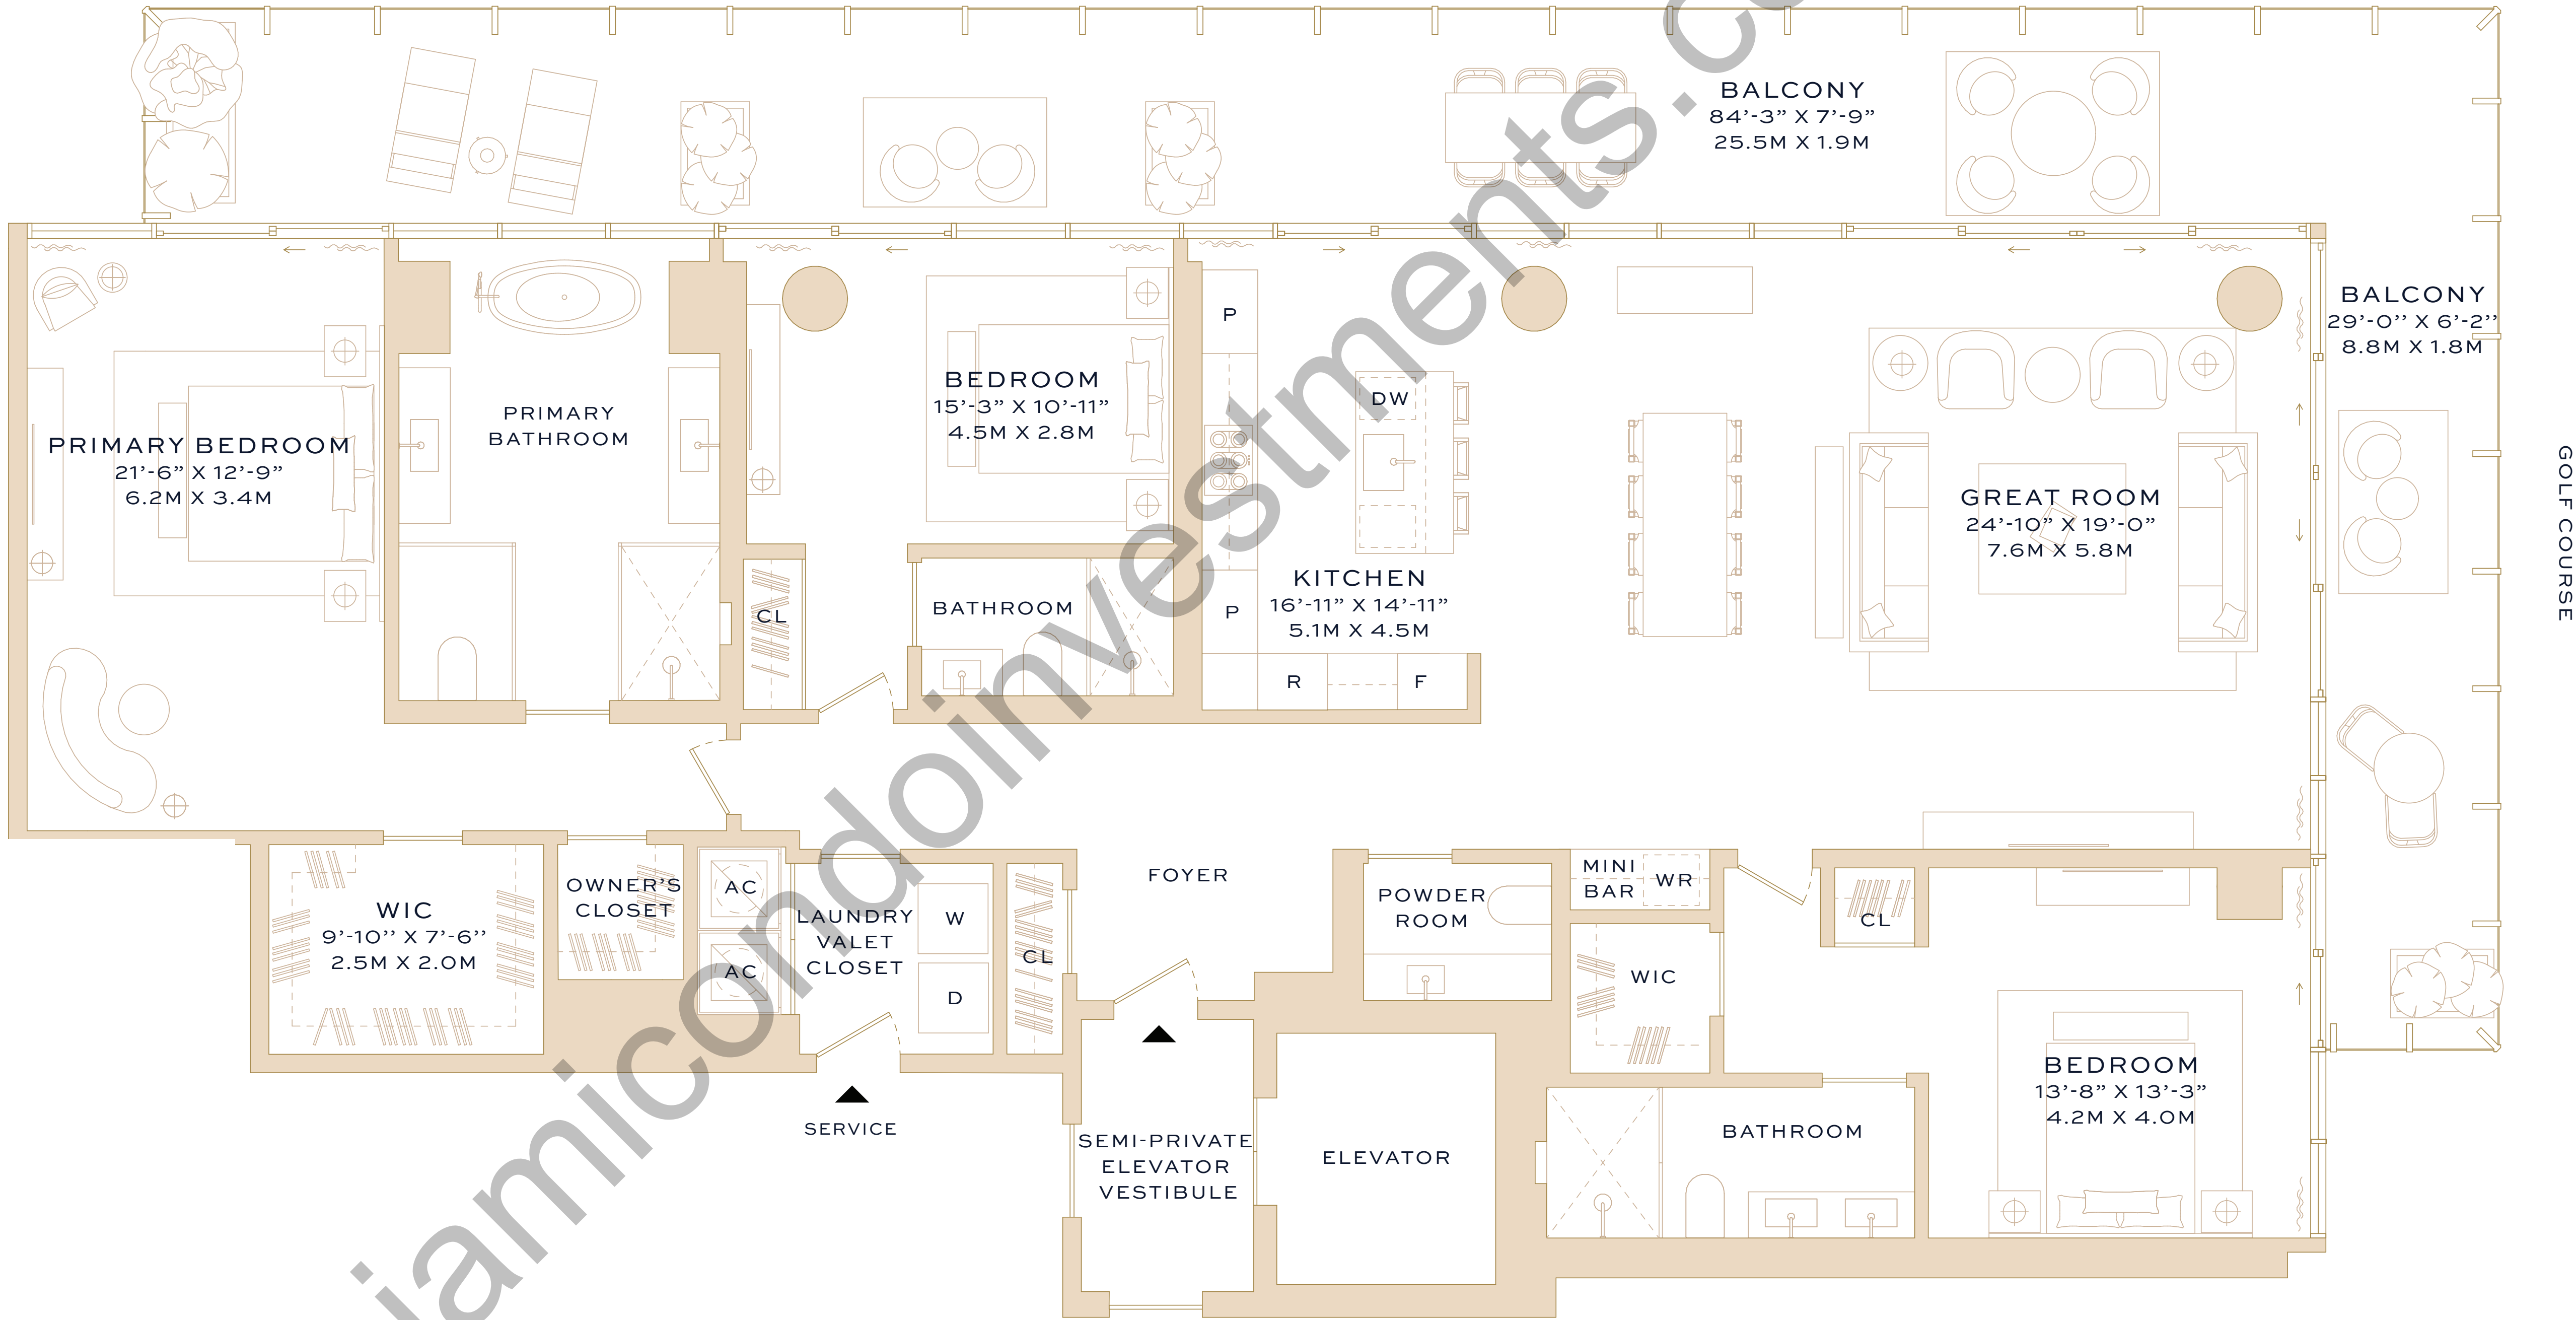 BALCONY
84’-3” X 7’-9”
25.5M X 1.9M
BALCONY
29’-0’’ X 6’-2’’
8.8M X 1.8M
GOLF COURSE
PRIMARY BEDROOM
21’-6” X 12’-9”
6.2M X 3.4M
PRIMARY
BATHROOM
BEDROOM
15’-3” X 10’-11”
4.5M X 2.8M
P
DW
KITCHEN
16’-11” X 14’-11”
5.1M X 4.5M
P
R
F
GREAT ROOM
24’-10” X 19’-0”
7.6M X 5.8M
CL
BATHROOM
WIC
9’-10’’ X 7’-6’’
2.5M X 2.0M
OWNER’S
CLOSET
AC
AC
LAUNDRY
VALET
CLOSET
W
D
CL
FOYER
POWDER
ROOM
MINI
BAR
WR
WIC
CL
BEDROOM
13’-8” X 13’-3”
4.2M X 4.0M
SERVICE
SEMI-PRIVATE
ELEVATOR
VESTIBULE
ELEVATOR
BATHROOM
iamicondoinvestments.co